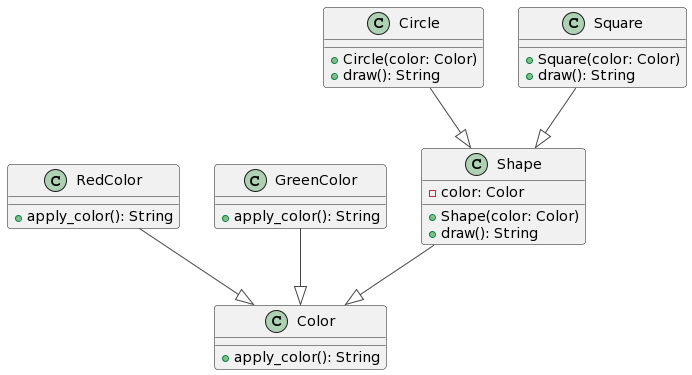 C Circle
Circle(color: Color)
draw(): String
C Square
Square(color: Color)
draw(): String
C RedColor
apply_color(): String
C GreenColor
apply_color(): String
C Shape
color: Color
Shape(color: Color)
draw(): String
C Color
apply_color(): String